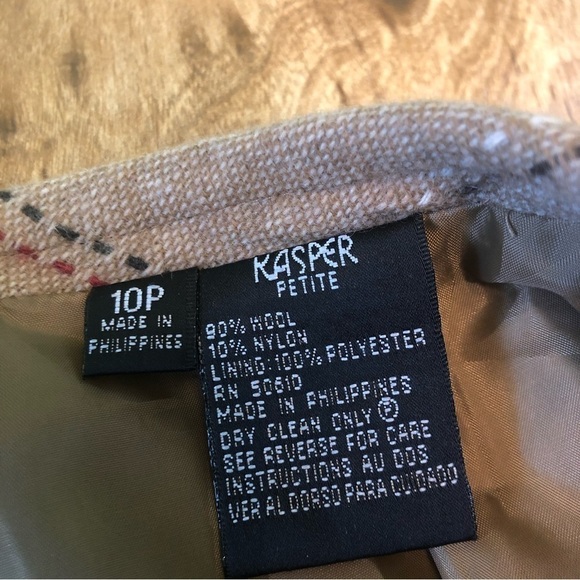 10P
MADE IN
PHILIPPINES
KASPER
PETITE
90% WOOL
10% NYLON
LINING:100% POLYESTER
RN 50610
MADE IN PHILIPPINES
DRY CLEAN ONLY Ⓟ
SEE REVERSE FOR CARE
INSTRUCTIONS AU DOS
VER AL DORSO PARA CUIDADO